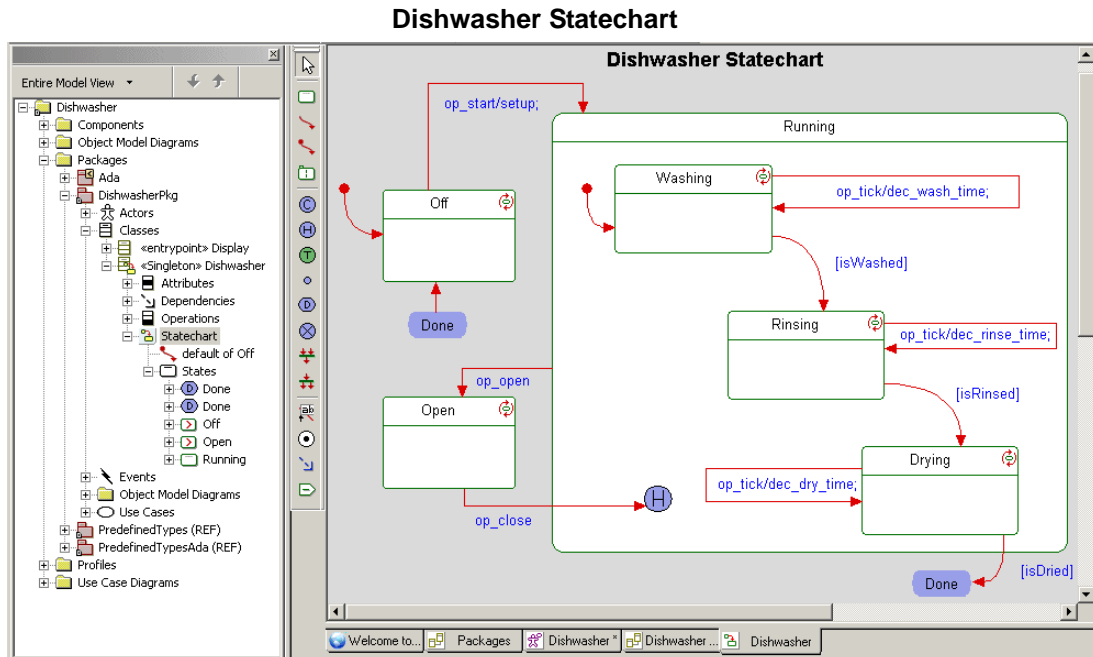 Dishwasher Statechart
Entire Model View
Dishwasher
Components
Object Model Diagrams
Packages
Ada
DishwasherPkg
Actors
Classes
«entrypoint» Display
«Singleton» Dishwasher
Attributes
Dependencies
Operations
Statechart
default of Off
States
D Done
D Done
Off
Open
Running
Events
Object Model Diagrams
Use Cases
PredefinedTypes (REF)
PredefinedTypesAda (REF)
Profiles
Use Case Diagrams
C
H
T
D
ab
Dishwasher Statechart
op_start/setup;
Running
Washing
op_tick/dec_wash_time;
Off
[isWashed]
Done
Rinsing
op_tick/dec_rinse_time;
op_open
[isRinsed]
Open
Drying
op_tick/dec_dry_time;
H
op_close
[isDried]
Done
Welcome to... Packages Dishwasher * Dishwasher ... Dishwasher